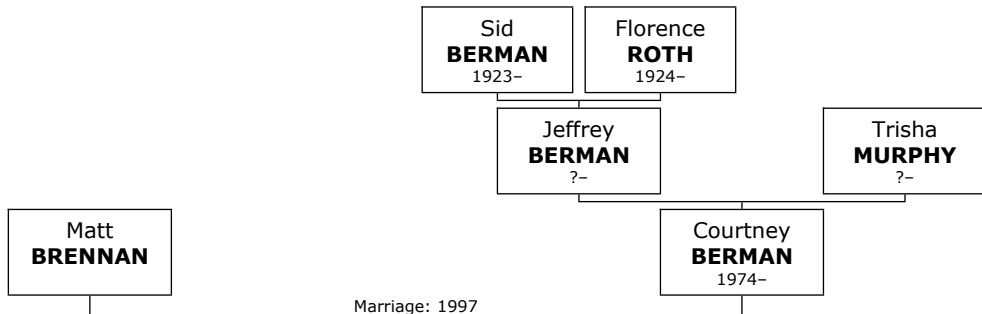 Sid
BERMAN
1923–
Florence
ROTH
1924–
Jeffrey
BERMAN
?–
Trisha
MURPHY
?–
Matt
BRENNAN
Courtney
BERMAN
1974–
Marriage: 1997